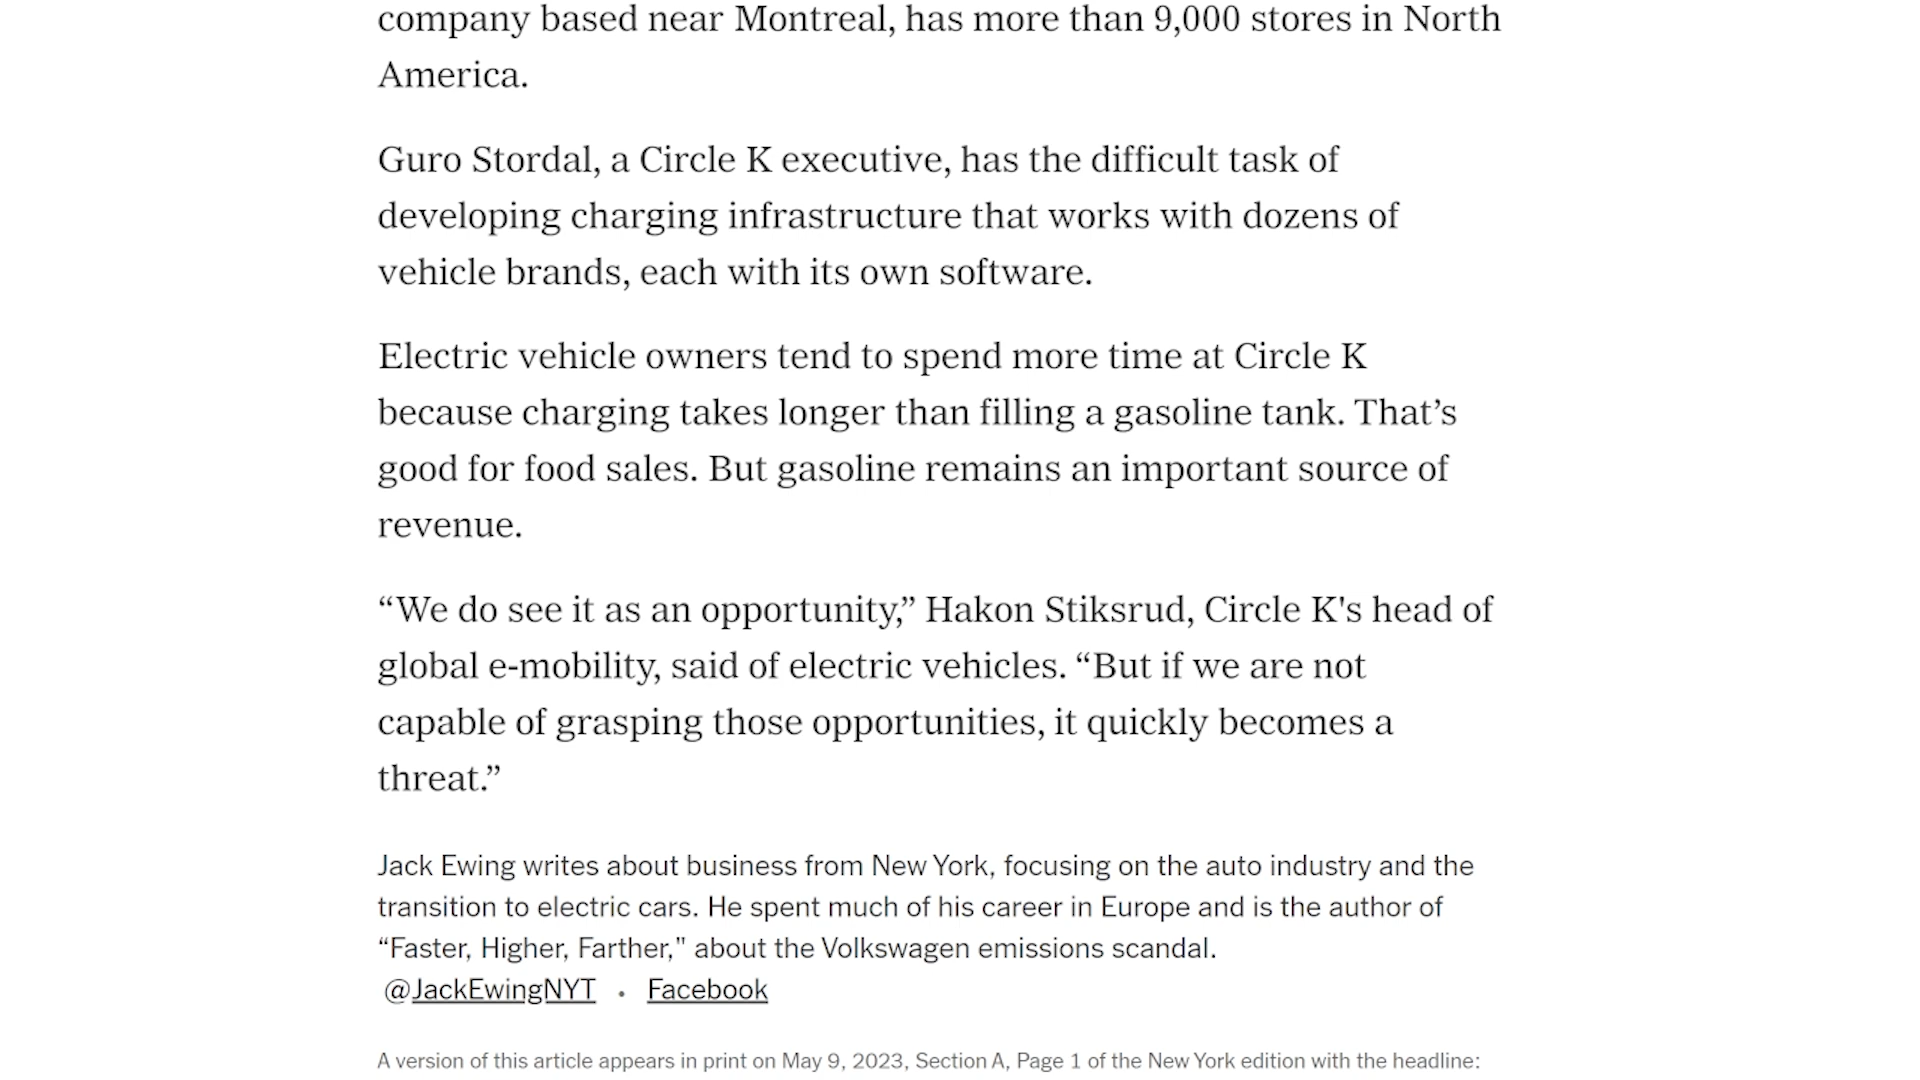 company based near Montreal, has more than 9,000 stores in North
America.
Guro Stordal, a Circle K executive, has the difficult task of
developing charging infrastructure that works with dozens of
vehicle brands, each with its own software.
Electric vehicle owners tend to spend more time at Circle K
because charging takes longer than filling a gasoline tank. That’s
good for food sales. But gasoline remains an important source of
revenue.
“We do see it as an opportunity,” Hakon Stiksrud, Circle K's head of
global e-mobility, said of electric vehicles. “But if we are not
capable of grasping those opportunities, it quickly becomes a
threat.”
Jack Ewing writes about business from New York, focusing on the auto industry and the
transition to electric cars. He spent much of his career in Europe and is the author of
“Faster, Higher, Farther," about the Volkswagen emissions scandal.
@JackEwingNYT • Facebook
A version of this article appears in print on May 9, 2023, Section A, Page 1 of the New York edition with the headline: